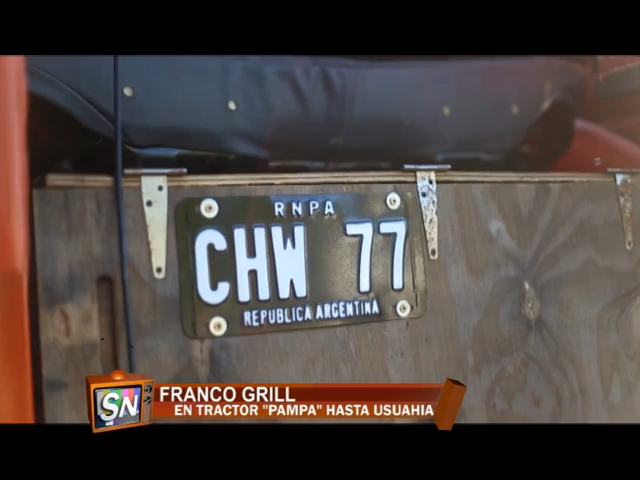 RNPA
CHW 77
REPUBLICA ARGENTINA
SN
FRANCO GRILL
EN TRACTOR "PAMPA" HASTA USUAHIA